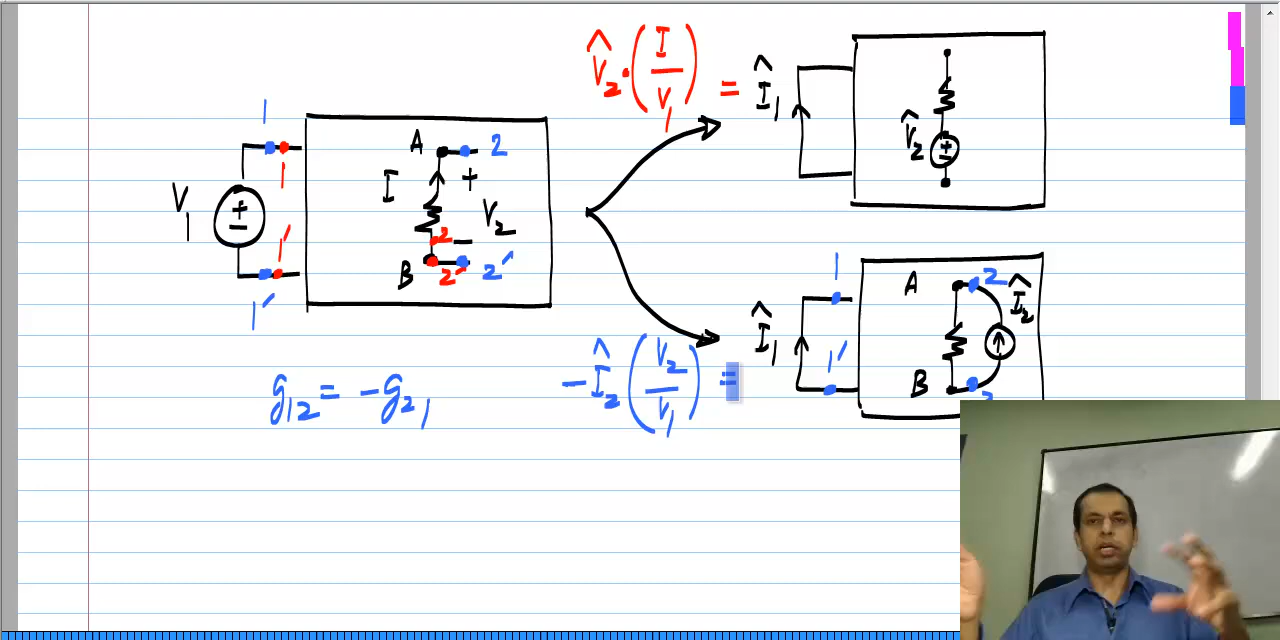 V̂₂·(I/V₁) = Î₁
V̂₂
1
1
V₁
+
−
1′
1′
A
2
I
+
V₂
2
−
B
2′
2′
−Î₂(V₂/V₁) = Î₁
1
1′
A
2
Î₂
B
g₁₂ = −g₂₁